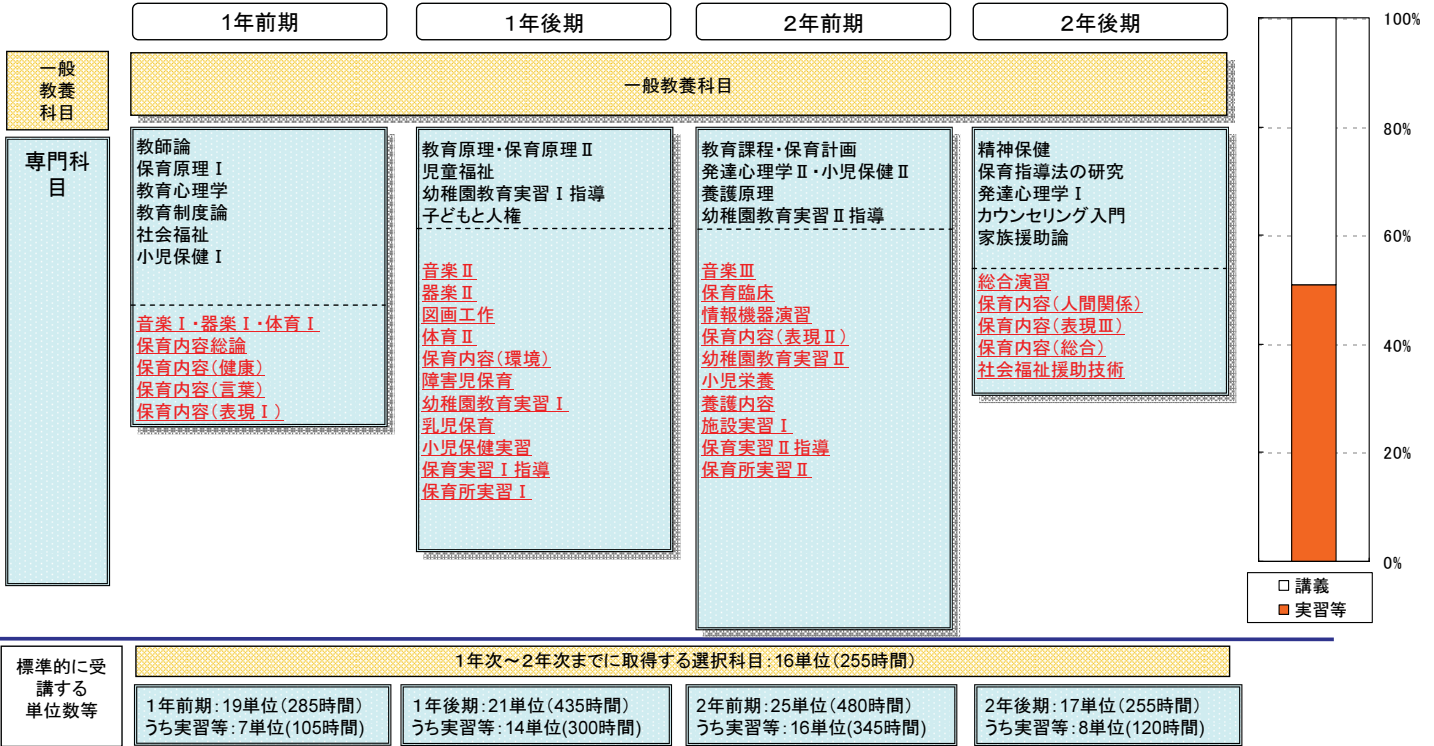 1年前期
1年後期
2年前期
2年後期
一般
教養
科目
一般教養科目
専門科
目
教師論
保育原理Ⅰ
教育心理学
教育制度論
社会福祉
小児保健Ⅰ
音楽Ⅰ・器楽Ⅰ・体育Ⅰ
保育内容総論
保育内容(健康)
保育内容(言葉)
保育内容(表現Ⅰ)
教育原理・保育原理Ⅱ
児童福祉
幼稚園教育実習Ⅰ指導
子どもと人権
音楽Ⅱ
器楽Ⅱ
図画工作
体育Ⅱ
保育内容(環境)
障害児保育
幼稚園教育実習Ⅰ
乳児保育
小児保健実習
保育実習Ⅰ指導
保育所実習Ⅰ
教育課程・保育計画
発達心理学Ⅱ・小児保健Ⅱ
養護原理
幼稚園教育実習Ⅱ指導
音楽Ⅲ
保育臨床
情報機器演習
保育内容(表現Ⅱ)
幼稚園教育実習Ⅱ
小児栄養
養護内容
施設実習Ⅰ
保育実習Ⅱ指導
保育所実習Ⅱ
精神保健
保育指導法の研究
発達心理学Ⅰ
カウンセリング入門
家族援助論
総合演習
保育内容(人間関係)
保育内容(表現Ⅲ)
保育内容(総合)
社会福祉援助技術
100%
80%
60%
40%
20%
0%
講義
実習等
標準的に受
講する
単位数等
1年次～2年次までに取得する選択科目:16単位(255時間)
1年前期:19単位(285時間)
うち実習等:7単位(105時間)
1年後期:21単位(435時間)
うち実習等:14単位(300時間)
2年前期:25単位(480時間)
うち実習等:16単位(345時間)
2年後期:17単位(255時間)
うち実習等:8単位(120時間)